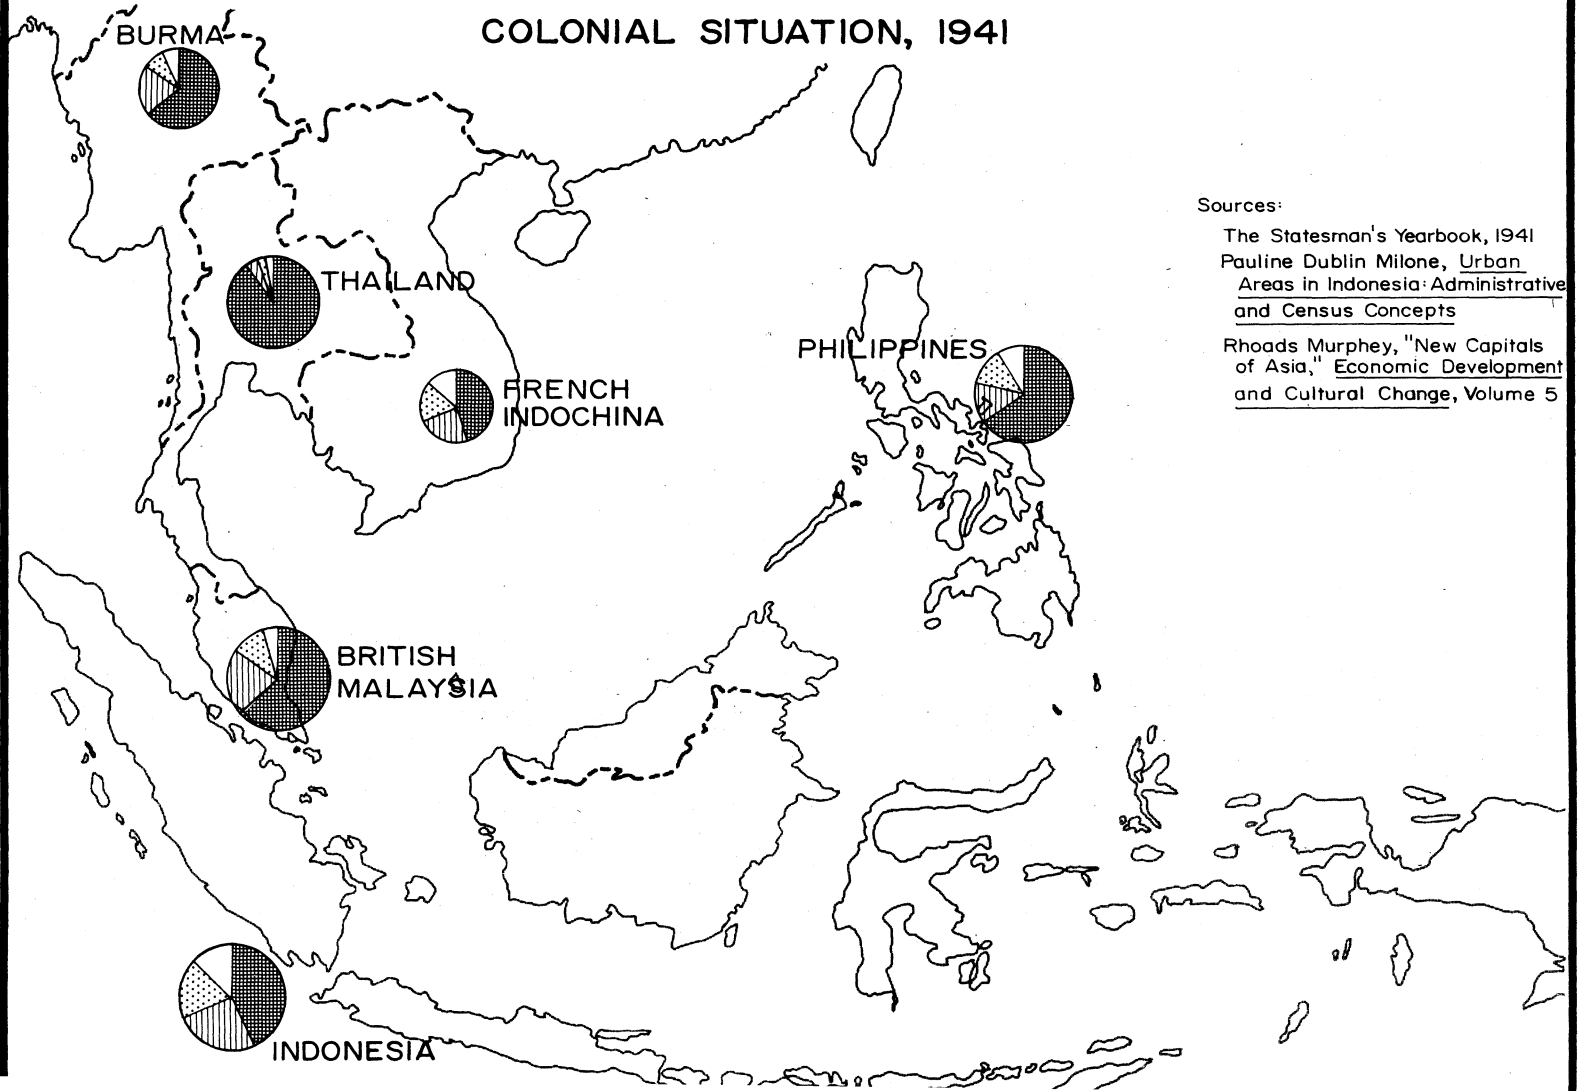 COLONIAL SITUATION, 1941
BURMA
THAILAND
FRENCH
INDOCHINA
PHILIPPINES
BRITISH
MALAYSIA
INDONESIA
Sources:
The Statesman's Yearbook, 1941
Pauline Dublin Milone, Urban
Areas in Indonesia: Administrative
and Census Concepts
Rhoads Murphey, "New Capitals
of Asia," Economic Development
and Cultural Change, Volume 5